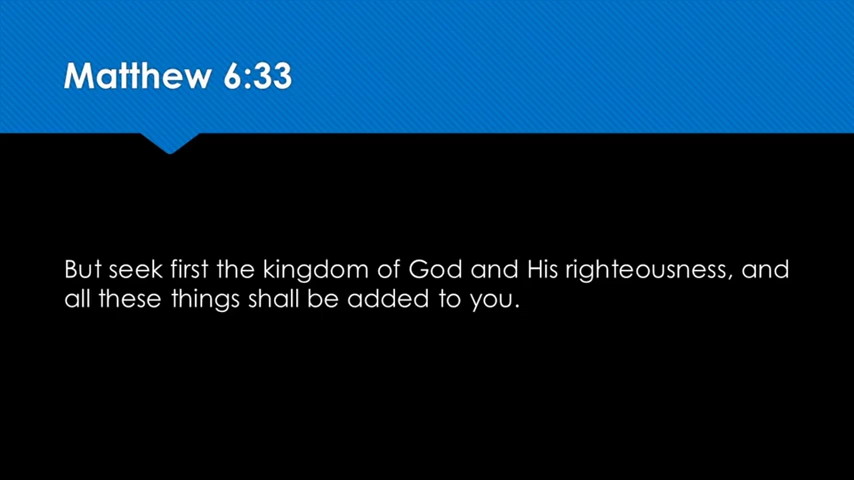 Matthew 6:33
But seek first the kingdom of God and His righteousness, and
all these things shall be added to you.